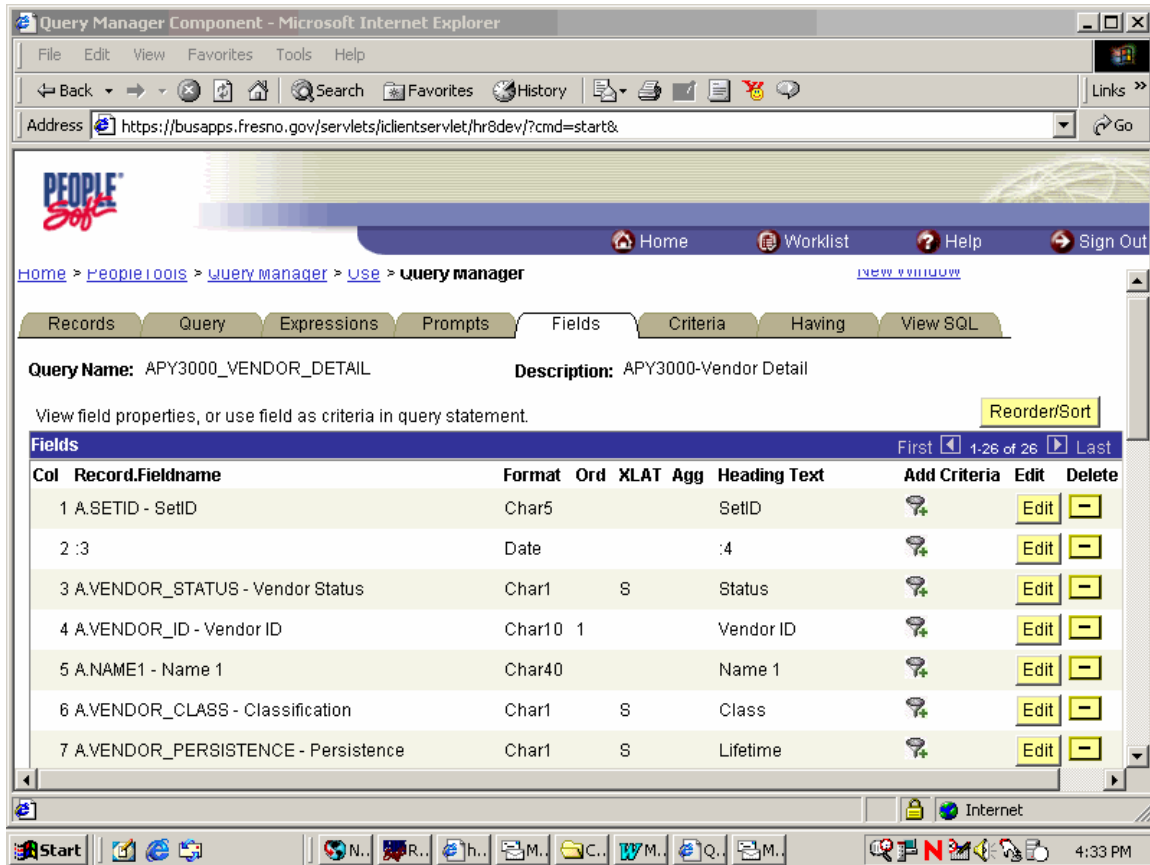 Query Manager Component - Microsoft Internet Explorer
File Edit View Favorites Tools Help
Back Search Favorites History Links »
Address https://busapps.fresno.gov/servlets/iclientservlet/hr8dev/?cmd=start& Go
PEOPLE Soft
Home Worklist Help Sign Out
Home > PeopleTools > Query Manager > Use > Query Manager New Window
Records Query Expressions Prompts Fields Criteria Having View SQL
Query Name: APY3000_VENDOR_DETAIL Description: APY3000-Vendor Detail
View field properties, or use field as criteria in query statement. Reorder/Sort
Fields First 1-26 of 26 Last
Col Record.Fieldname Format Ord XLAT Agg Heading Text Add Criteria Edit Delete
1 A.SETID - SetID Char5 SetID Edit
2 :3 Date :4 Edit
3 A.VENDOR_STATUS - Vendor Status Char1 S Status Edit
4 A.VENDOR_ID - Vendor ID Char10 1 Vendor ID Edit
5 A.NAME1 - Name 1 Char40 Name 1 Edit
6 A.VENDOR_CLASS - Classification Char1 S Class Edit
7 A.VENDOR_PERSISTENCE - Persistence Char1 S Lifetime Edit
Internet
Start N.. R.. h.. M.. C.. M.. Q.. M.. N 4:33 PM